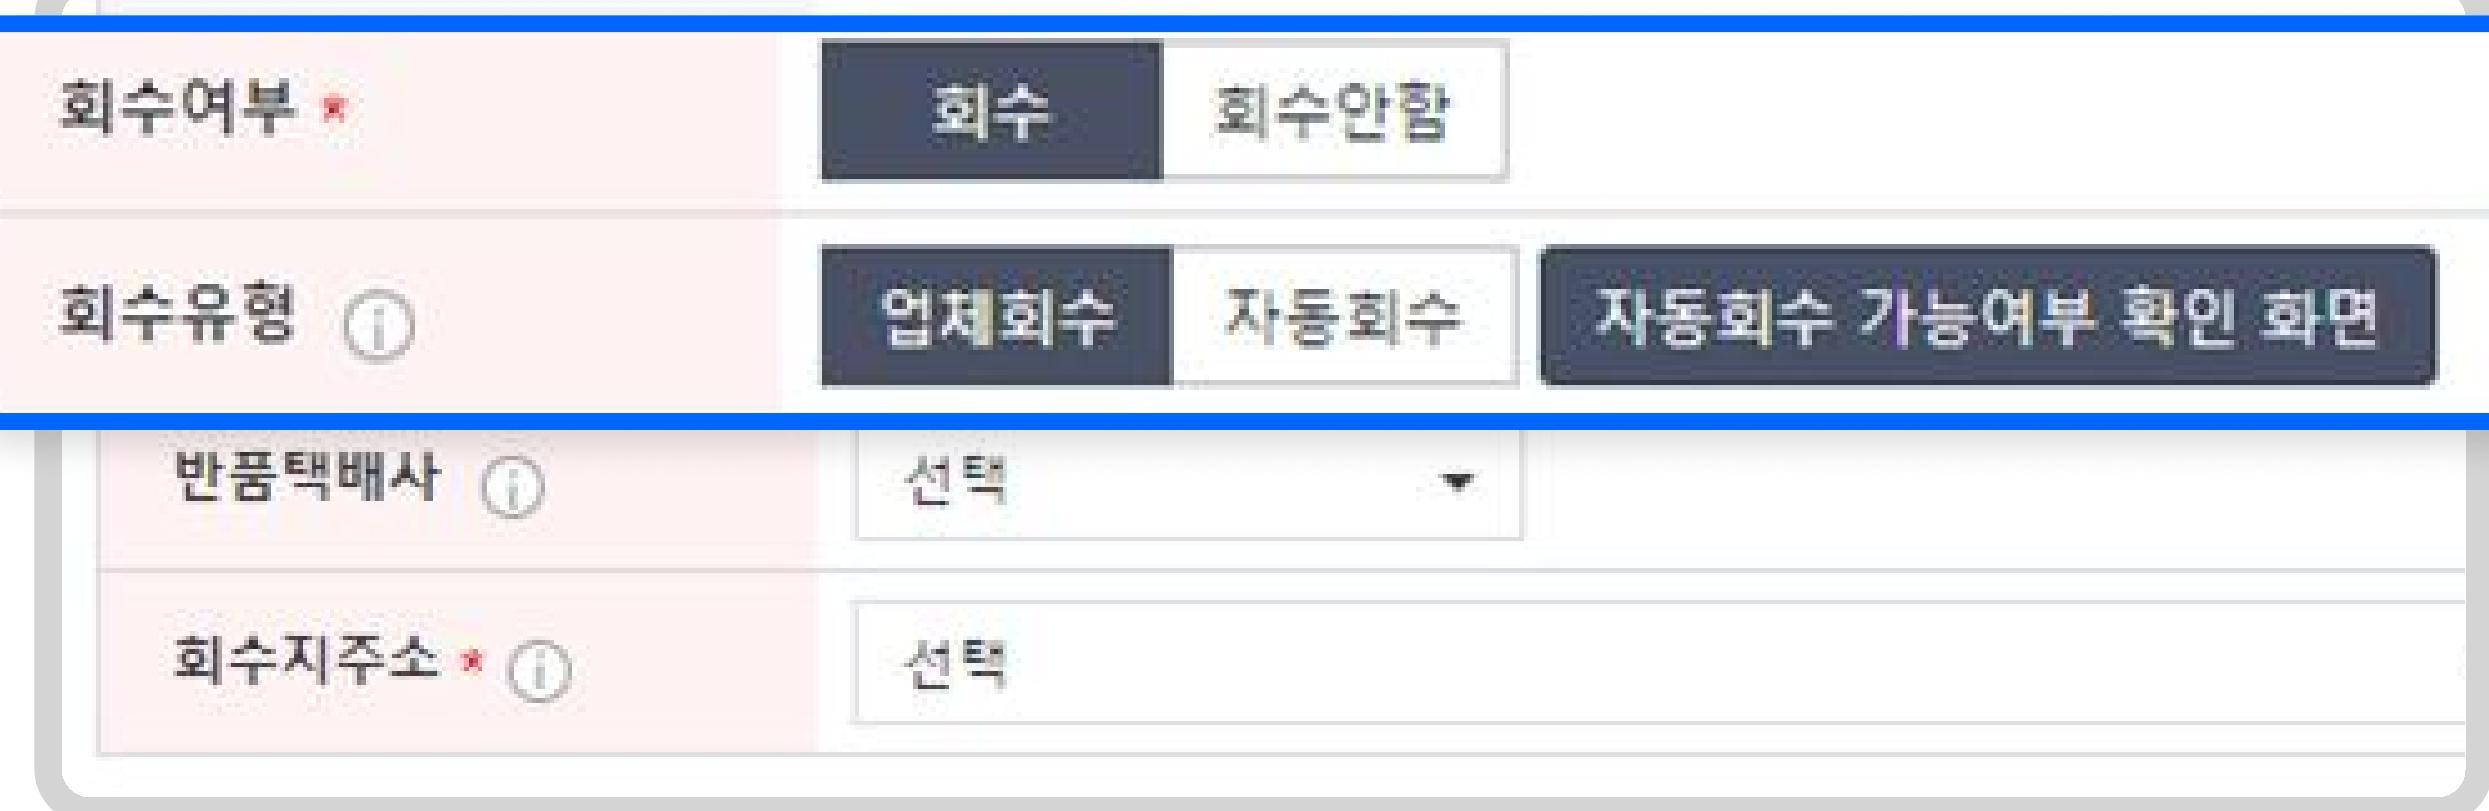 회수여부 * 회수 회수안함
회수유형 ⓘ 업체회수 자동회수 자동회수 가능여부 확인 화면
반품택배사 ⓘ 선택
회수지주소 * ⓘ 선택